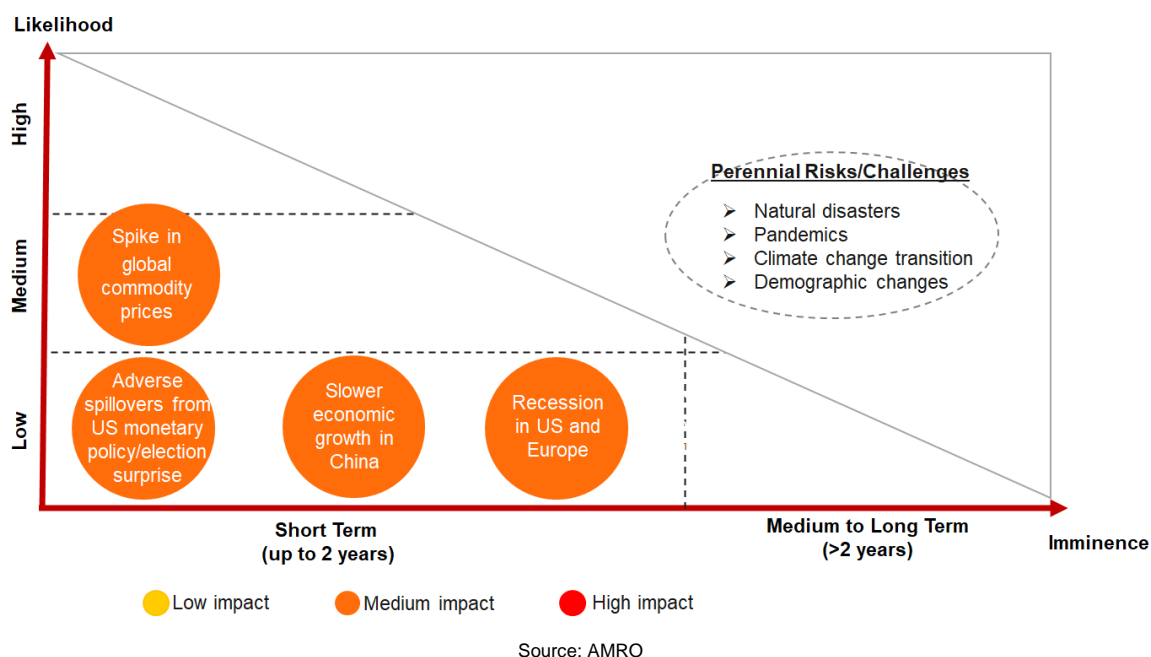 Likelihood
High
Medium
Low
Spike in
global
commodity
prices
Adverse
spillovers from
US monetary
policy/election
surprise
Slower
economic
growth in
China
Recession
in US and
Europe
Perennial Risks/Challenges
➢ Natural disasters
➢ Pandemics
➢ Climate change transition
➢ Demographic changes
Short Term
(up to 2 years)
Medium to Long Term
(>2 years)
Imminence
Low impact
Medium impact
High impact
Source: AMRO